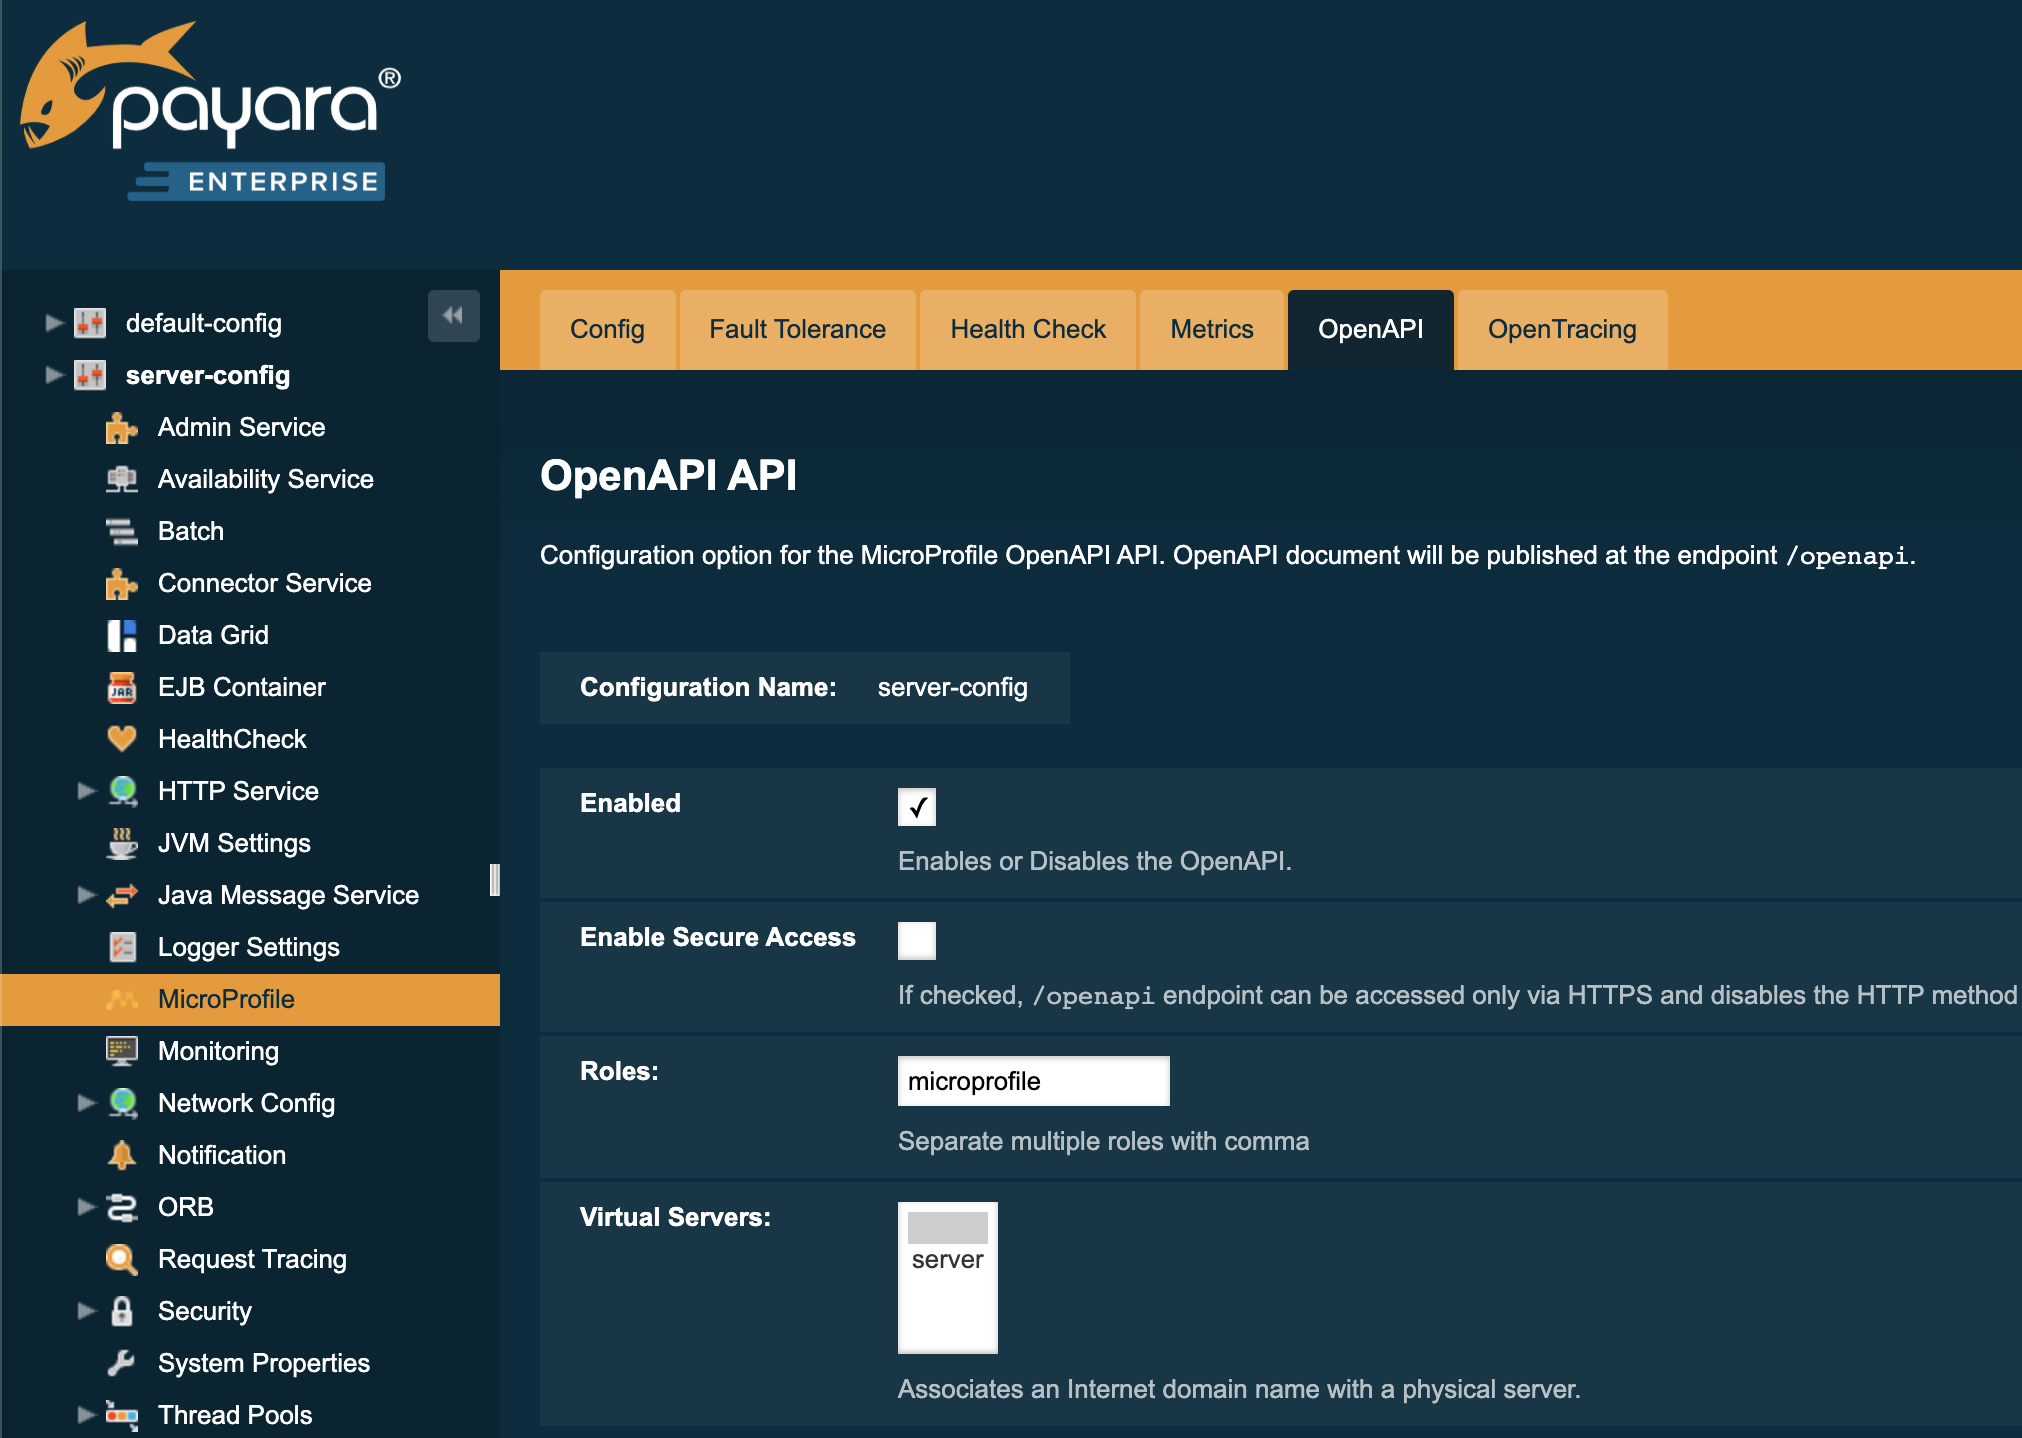 payara®
ENTERPRISE
default-config
server-config
Admin Service
Availability Service
Batch
Connector Service
Data Grid
JAR
EJB Container
HealthCheck
HTTP Service
JVM Settings
Java Message Service
Logger Settings
MicroProfile
Monitoring
Network Config
Notification
ORB
Request Tracing
Security
System Properties
Thread Pools
Config
Fault Tolerance
Health Check
Metrics
OpenAPI
OpenTracing
OpenAPI API
Configuration option for the MicroProfile OpenAPI API. OpenAPI document will be published at the endpoint /openapi.
Configuration Name: server-config
Enabled
Enables or Disables the OpenAPI.
Enable Secure Access
If checked, /openapi endpoint can be accessed only via HTTPS and disables the HTTP method
Roles: microprofile
Separate multiple roles with comma
Virtual Servers:
server
Associates an Internet domain name with a physical server.